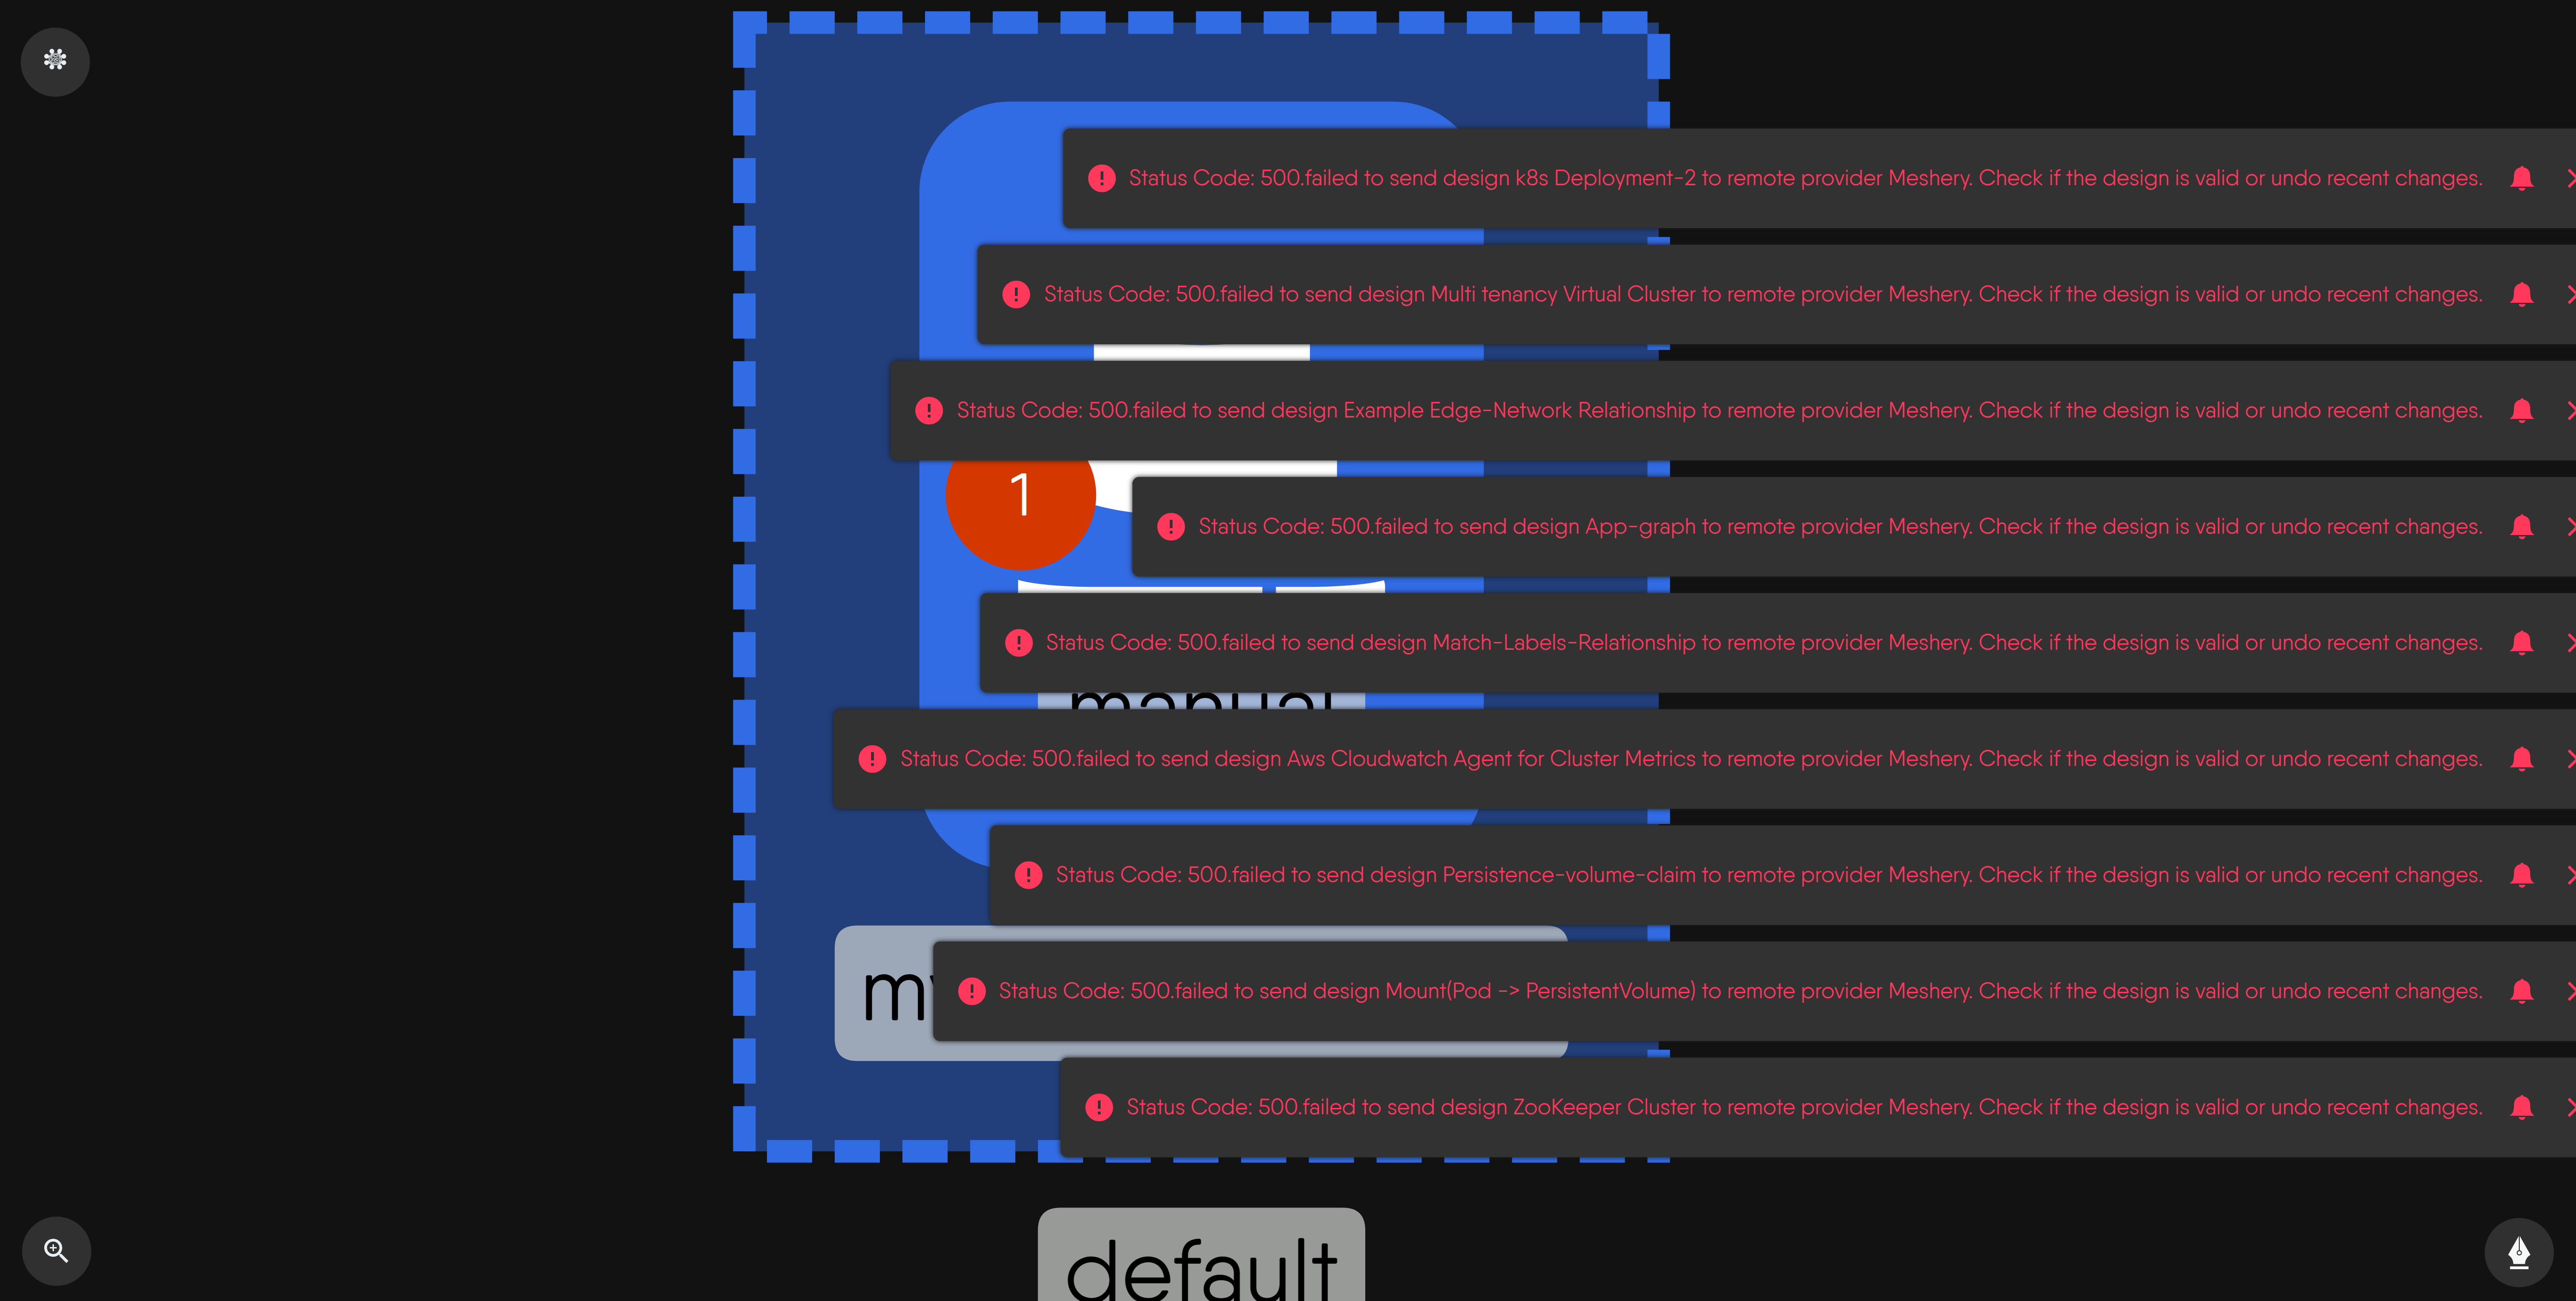 Status Code: 500.failed to send design k8s Deployment-2 to remote provider Meshery. Check if the design is valid or undo recent changes.
Status Code: 500.failed to send design Multi tenancy Virtual Cluster to remote provider Meshery. Check if the design is valid or undo recent changes.
Status Code: 500.failed to send design Example Edge-Network Relationship to remote provider Meshery. Check if the design is valid or undo recent changes.
1
Status Code: 500.failed to send design App-graph to remote provider Meshery. Check if the design is valid or undo recent changes.
Status Code: 500.failed to send design Match-Labels-Relationship to remote provider Meshery. Check if the design is valid or undo recent changes.
manual
Status Code: 500.failed to send design Aws Cloudwatch Agent for Cluster Metrics to remote provider Meshery. Check if the design is valid or undo recent changes.
Status Code: 500.failed to send design Persistence-volume-claim to remote provider Meshery. Check if the design is valid or undo recent changes.
Status Code: 500.failed to send design Mount(Pod -> PersistentVolume) to remote provider Meshery. Check if the design is valid or undo recent changes.
Status Code: 500.failed to send design ZooKeeper Cluster to remote provider Meshery. Check if the design is valid or undo recent changes.
default